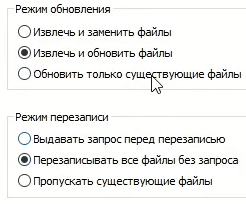 Режим обновления
Извлечь и заменить файлы
Извлечь и обновить файлы
Обновить только существующие файлы
Режим перезаписи
Выдавать запрос перед перезаписью
Перезаписывать все файлы без запроса
Пропускать существующие файлы